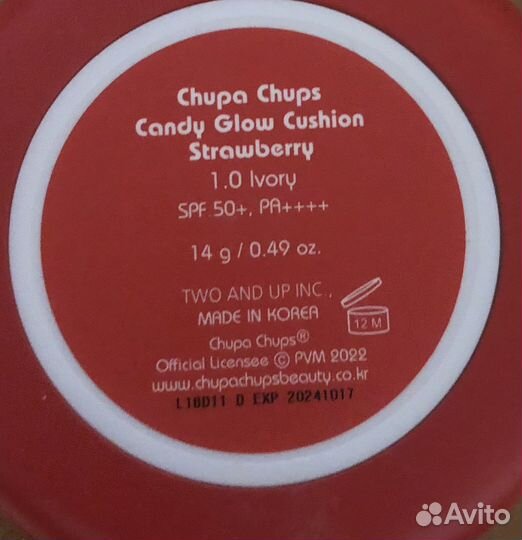 Chupa Chups
Candy Glow Cushion
Strawberry
1.0 Ivory
SPF 50+, PA++++
14 g / 0.49 oz.
TWO AND UP INC.,
MADE IN KOREA
12 M
Chupa Chups®
Official Licensee © PVM 2022
www.chupachupsbeauty.co.kr
L18D11 D EXP 20241017
Avito